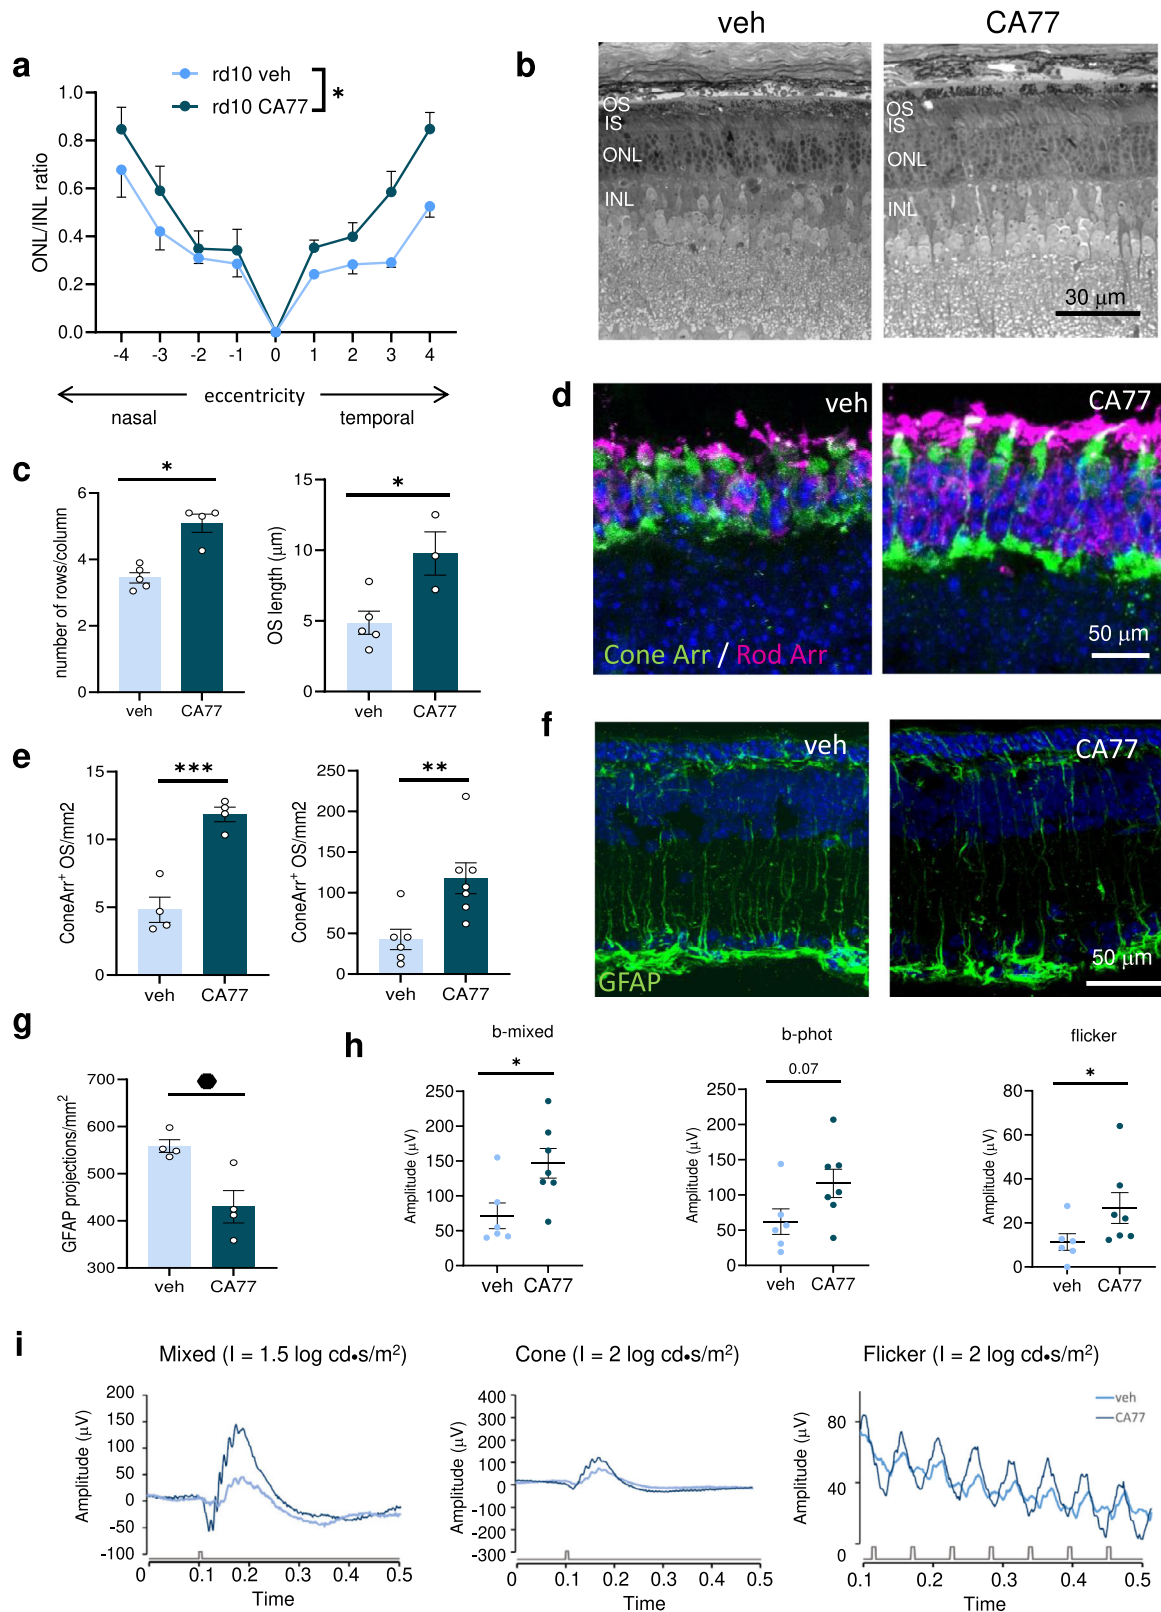 veh
CA77
a
rd10 veh
rd10 CA77
*
1.0
0.8
0.6
0.4
0.2
0.0
ONL/INL ratio
-4
-3
-2
-1
0
1
2
3
4
eccentricity
nasal
temporal
b
OS
IS
ONL
INL
OS
IS
ONL
INL
30 μm
c
*
6
4
2
0
number of rows/column
veh
CA77
*
15
10
5
0
OS length (μm)
veh
CA77
d
veh
CA77
Cone Arr / Rod Arr
50 μm
e
***
15
10
5
0
ConeArr⁺ OS/mm2
veh
CA77
**
250
200
150
100
50
0
ConeArr⁺ OS/mm2
veh
CA77
f
veh
CA77
GFAP
50 μm
g
700
600
500
400
300
GFAP projections/mm²
veh
CA77
h
b-mixed
*
250
200
150
100
50
0
Amplitude (μV)
veh
CA77
b-phot
0.07
250
200
150
100
50
0
Amplitude (μV)
veh
CA77
flicker
*
80
60
40
20
0
Amplitude (μV)
veh
CA77
i
Mixed (I = 1.5 log cd•s/m²)
200
150
100
50
0
-50
-100
Amplitude (μV)
0
0.1
0.2
0.3
0.4
0.5
Time
Cone (I = 2 log cd•s/m²)
400
300
200
100
0
-100
-200
-300
Amplitude (μV)
0
0.1
0.2
0.3
0.4
0.5
Time
Flicker (I = 2 log cd•s/m²)
veh
CA77
80
40
0
Amplitude (μV)
0.1
0.2
0.3
0.4
0.5
Time